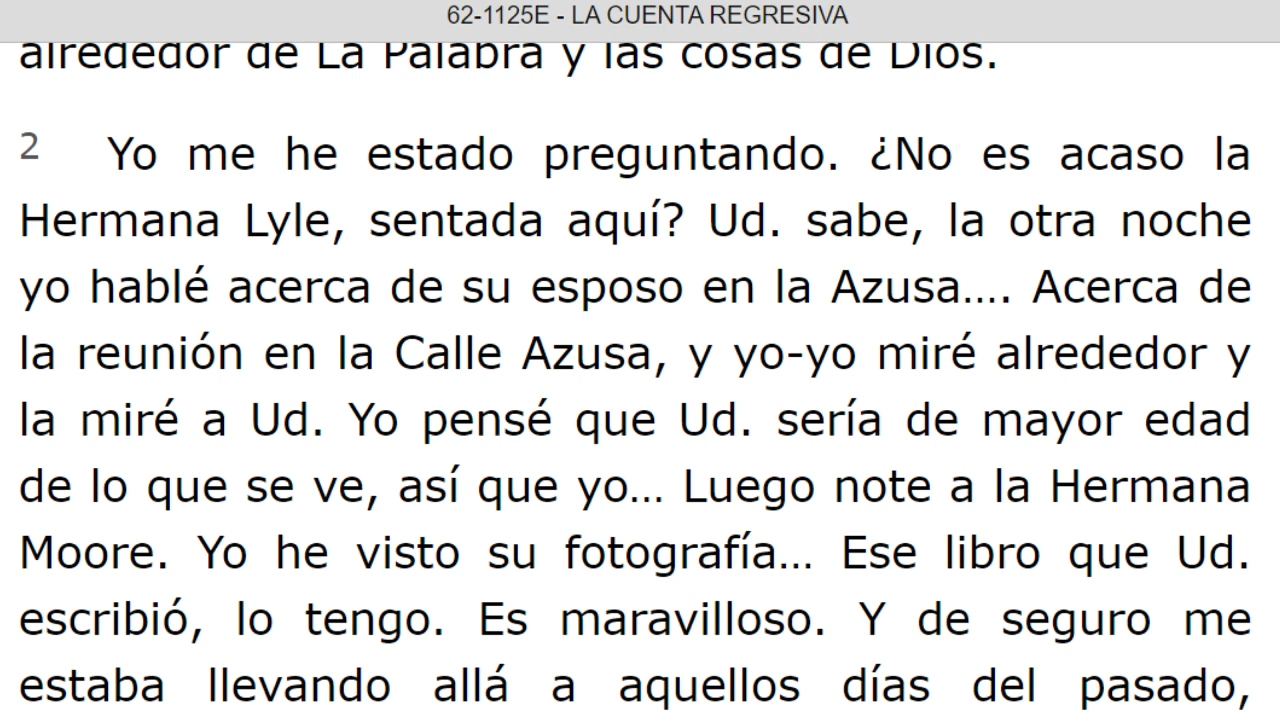 62-1125E - LA CUENTA REGRESIVA
alrededor de La Palabra y las cosas de Dios.
2 Yo me he estado preguntando. ¿No es acaso la
Hermana Lyle, sentada aquí? Ud. sabe, la otra noche
yo hablé acerca de su esposo en la Azusa…. Acerca de
la reunión en la Calle Azusa, y yo-yo miré alrededor y
la miré a Ud. Yo pensé que Ud. sería de mayor edad
de lo que se ve, así que yo… Luego note a la Hermana
Moore. Yo he visto su fotografía… Ese libro que Ud.
escribió, lo tengo. Es maravilloso. Y de seguro me
estaba llevando allá a aquellos días del pasado,